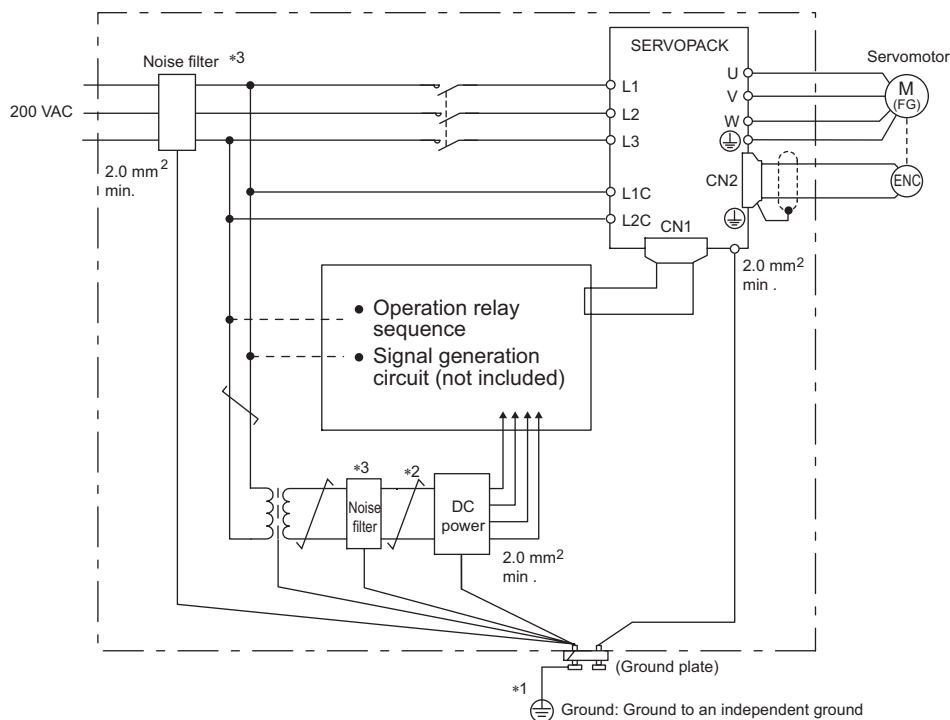 SERVOPACK
Noise filter *3
Servomotor
U
V
W
M
(FG)
200 VAC
L1
L2
L3
2.0 mm2
min.
L1C
L2C
CN2
ENC
CN1
2.0 mm2
min .
• Operation relay
sequence
• Signal generation
circuit (not included)
*3
*2
Noise
filter
DC
power
2.0 mm2
min .
(Ground plate)
*1
Ground: Ground to an independent ground